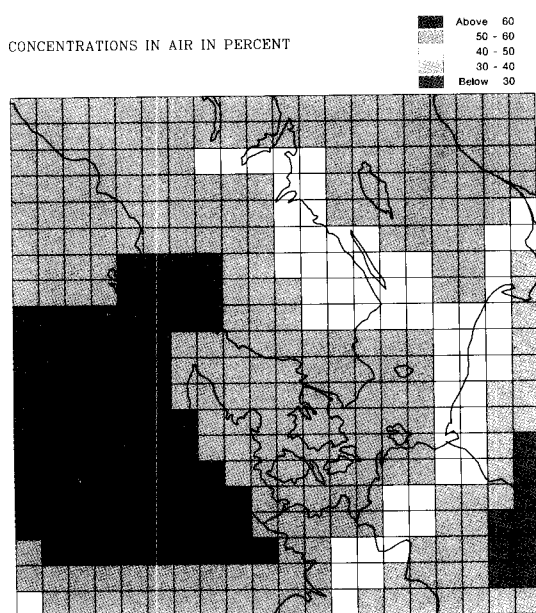 CONCENTRATIONS IN AIR IN PERCENT
Above 60
50 - 60
40 - 50
30 - 40
Below 30